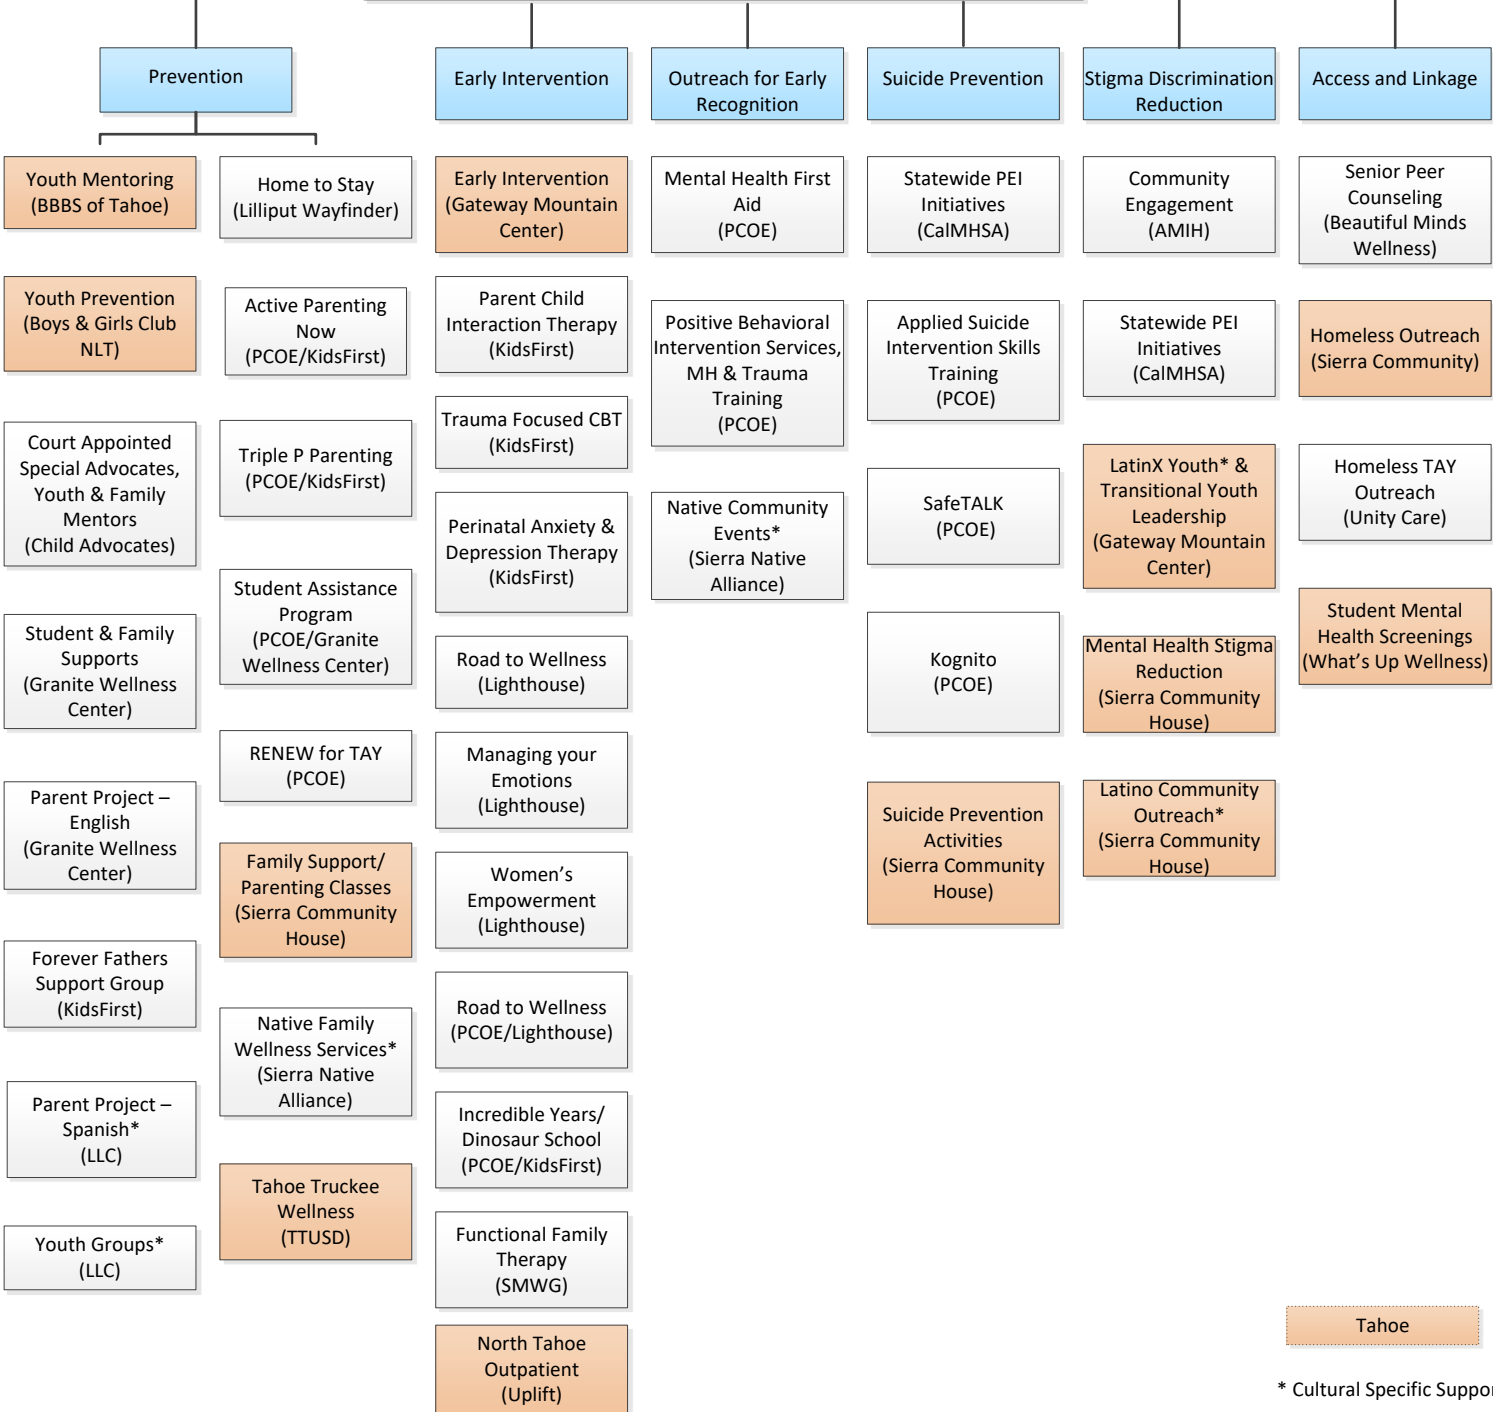 Prevention
Early Intervention
Outreach for Early
Recognition
Suicide Prevention
Stigma Discrimination
Reduction
Access and Linkage
Youth Mentoring
(BBBS of Tahoe)
Youth Prevention
(Boys & Girls Club
NLT)
Court Appointed
Special Advocates,
Youth & Family
Mentors
(Child Advocates)
Student & Family
Supports
(Granite Wellness
Center)
Parent Project –
English
(Granite Wellness
Center)
Forever Fathers
Support Group
(KidsFirst)
Parent Project –
Spanish*
(LLC)
Youth Groups*
(LLC)
Home to Stay
(Lilliput Wayfinder)
Active Parenting
Now
(PCOE/KidsFirst)
Triple P Parenting
(PCOE/KidsFirst)
Student Assistance
Program
(PCOE/Granite
Wellness Center)
RENEW for TAY
(PCOE)
Family Support/
Parenting Classes
(Sierra Community
House)
Native Family
Wellness Services*
(Sierra Native
Alliance)
Tahoe Truckee
Wellness
(TTUSD)
Early Intervention
(Gateway Mountain
Center)
Parent Child
Interaction Therapy
(KidsFirst)
Trauma Focused CBT
(KidsFirst)
Perinatal Anxiety &
Depression Therapy
(KidsFirst)
Road to Wellness
(Lighthouse)
Managing your
Emotions
(Lighthouse)
Women's
Empowerment
(Lighthouse)
Road to Wellness
(PCOE/Lighthouse)
Incredible Years/
Dinosaur School
(PCOE/KidsFirst)
Functional Family
Therapy
(SMWG)
North Tahoe
Outpatient
(Uplift)
Mental Health First
Aid
(PCOE)
Positive Behavioral
Intervention Services,
MH & Trauma
Training
(PCOE)
Native Community
Events*
(Sierra Native
Alliance)
Statewide PEI
Initiatives
(CalMHSA)
Applied Suicide
Intervention Skills
Training
(PCOE)
SafeTALK
(PCOE)
Kognito
(PCOE)
Suicide Prevention
Activities
(Sierra Community
House)
Community
Engagement
(AMIH)
Statewide PEI
Initiatives
(CalMHSA)
LatinX Youth* &
Transitional Youth
Leadership
(Gateway Mountain
Center)
Mental Health Stigma
Reduction
(Sierra Community
House)
Latino Community
Outreach*
(Sierra Community
House)
Senior Peer
Counseling
(Beautiful Minds
Wellness)
Homeless Outreach
(Sierra Community)
Homeless TAY
Outreach
(Unity Care)
Student Mental
Health Screenings
(What's Up Wellness)
Tahoe
* Cultural Specific Suppor